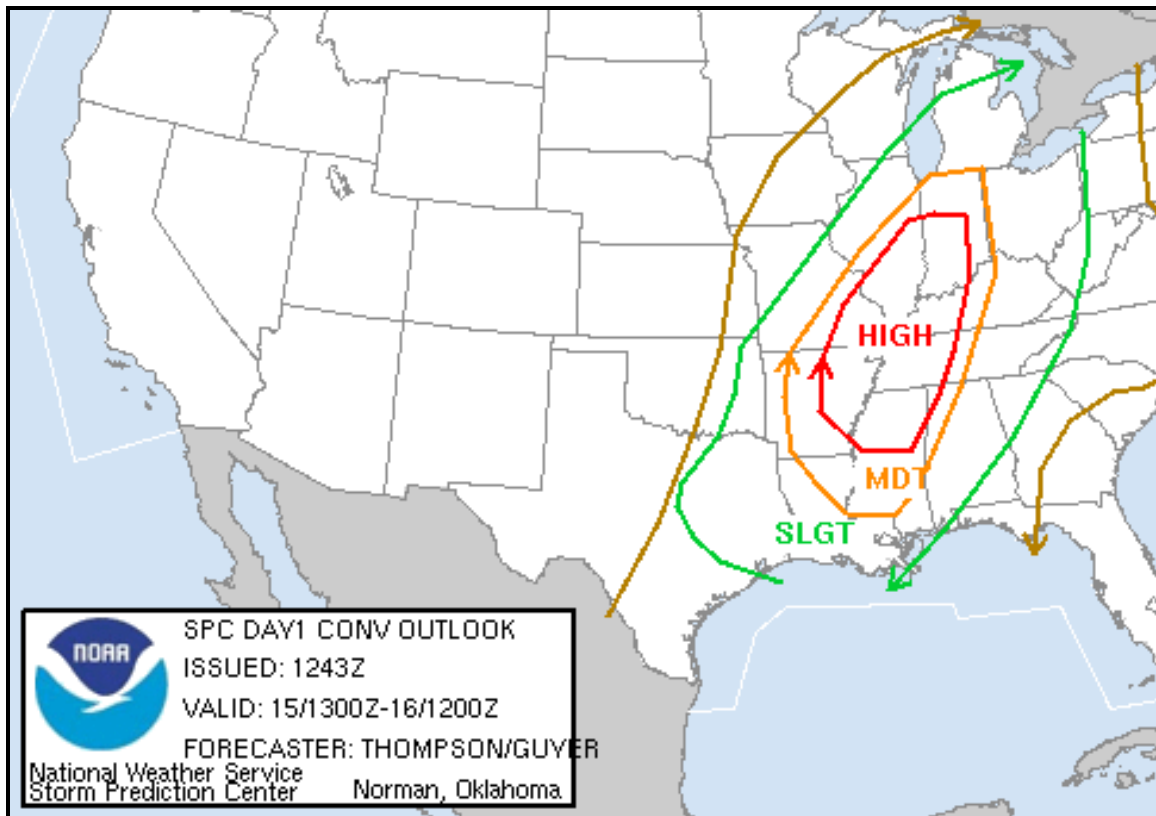 HIGH
MDT
SLGT
NOAA
SPC DAY1 CONV OUTLOOK
ISSUED: 1243Z
VALID: 15/1300Z-16/1200Z
FORECASTER: THOMPSON/GUYER
National Weather Service
Storm Prediction Center Norman, Oklahoma